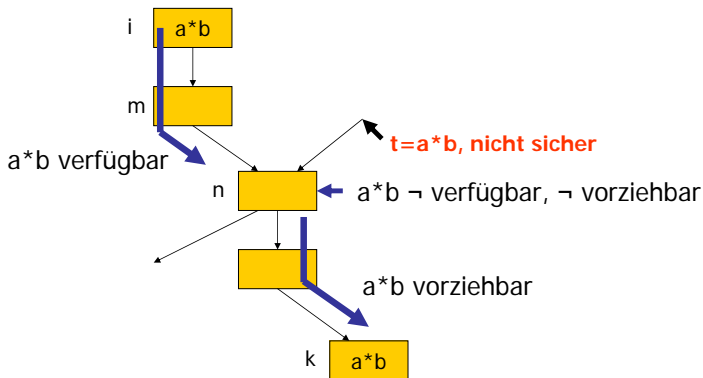 i
a*b
m
t=a*b, nicht sicher
a*b verfügbar
n
a*b ¬ verfügbar, ¬ vorziehbar
a*b vorziehbar
k
a*b